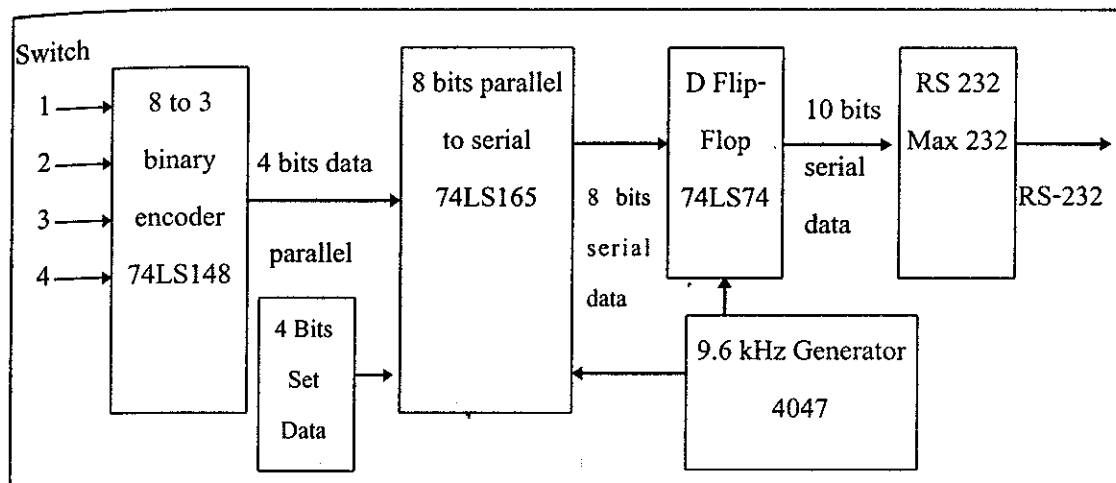 Switch
1
2
3
4
8 to 3
binary
encoder
74LS148
4 bits data
parallel
4 Bits
Set
Data
8 bits parallel
to serial
74LS165
8 bits
serial
data
D Flip-
Flop
74LS74
10 bits
serial
data
9.6 kHz Generator
4047
RS 232
Max 232
RS-232